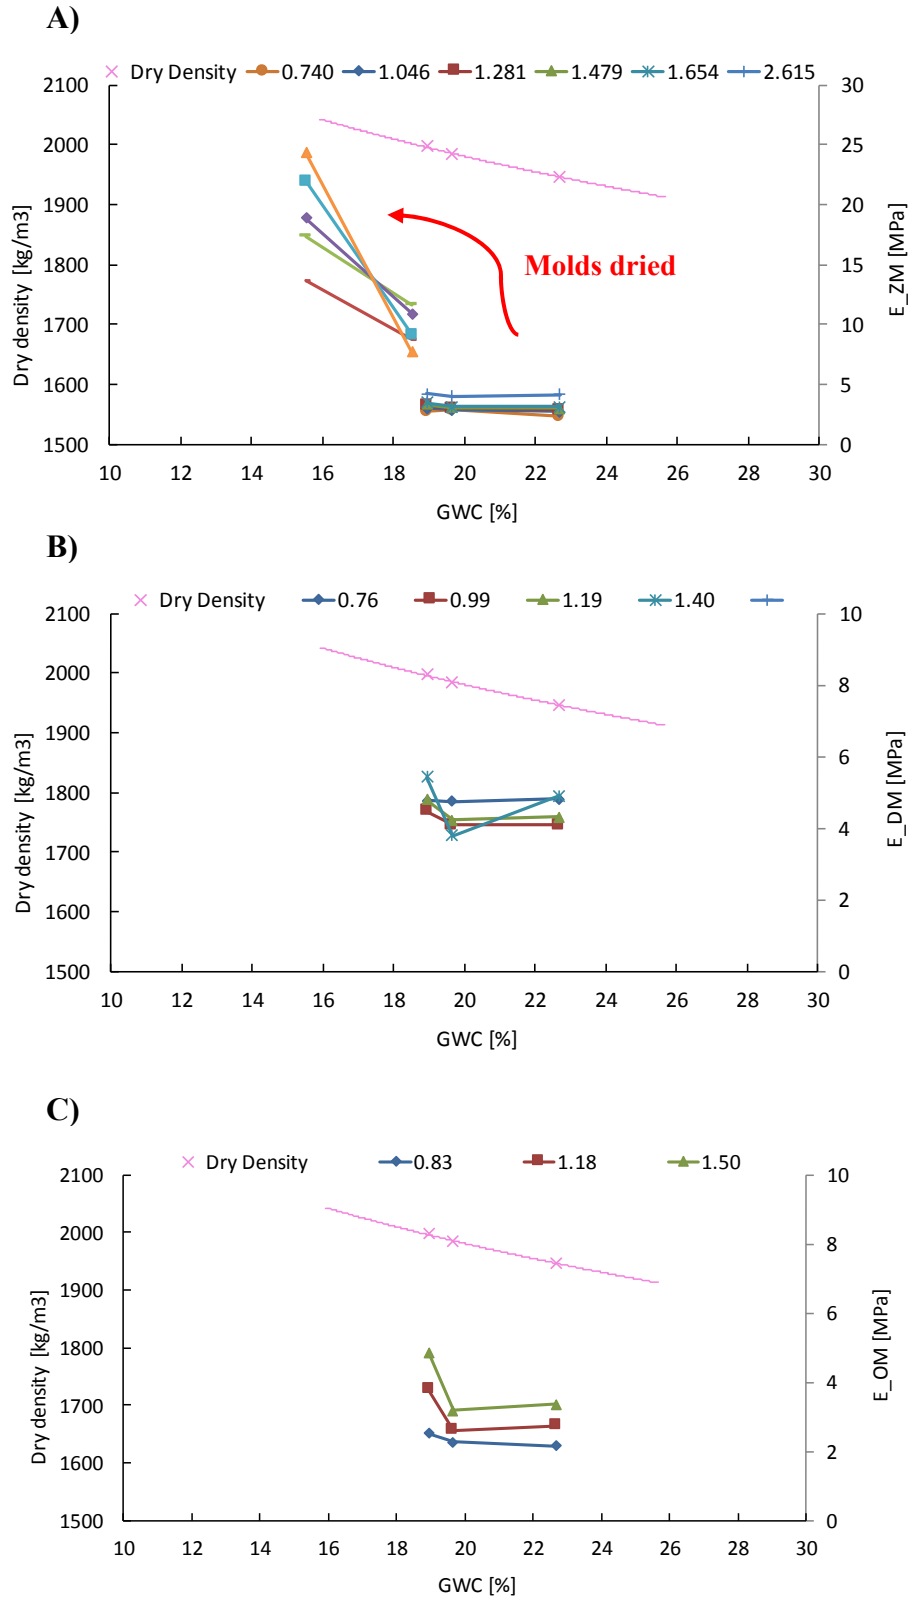 A)
Dry Density 0.740 1.046 1.281 1.479 1.654 2.615
2100 30
2000 25
1900 20
1800 15
1700 10
1600 5
1500 0
Dry density [kg/m3]
E_ZM [MPa]
Molds dried
10 12 14 16 18 20 22 24 26 28 30
GWC [%]
B)
Dry Density 0.76 0.99 1.19 1.40
2100 10
2000 8
1900 6
1800 4
1700 2
1600 0
1500
Dry density [kg/m3]
E_DM [MPa]
10 12 14 16 18 20 22 24 26 28 30
GWC [%]
C)
Dry Density 0.83 1.18 1.50
2100 10
2000 8
1900 6
1800 4
1700 2
1600 0
1500
Dry density [kg/m3]
E_OM [MPa]
10 12 14 16 18 20 22 24 26 28 30
GWC [%]